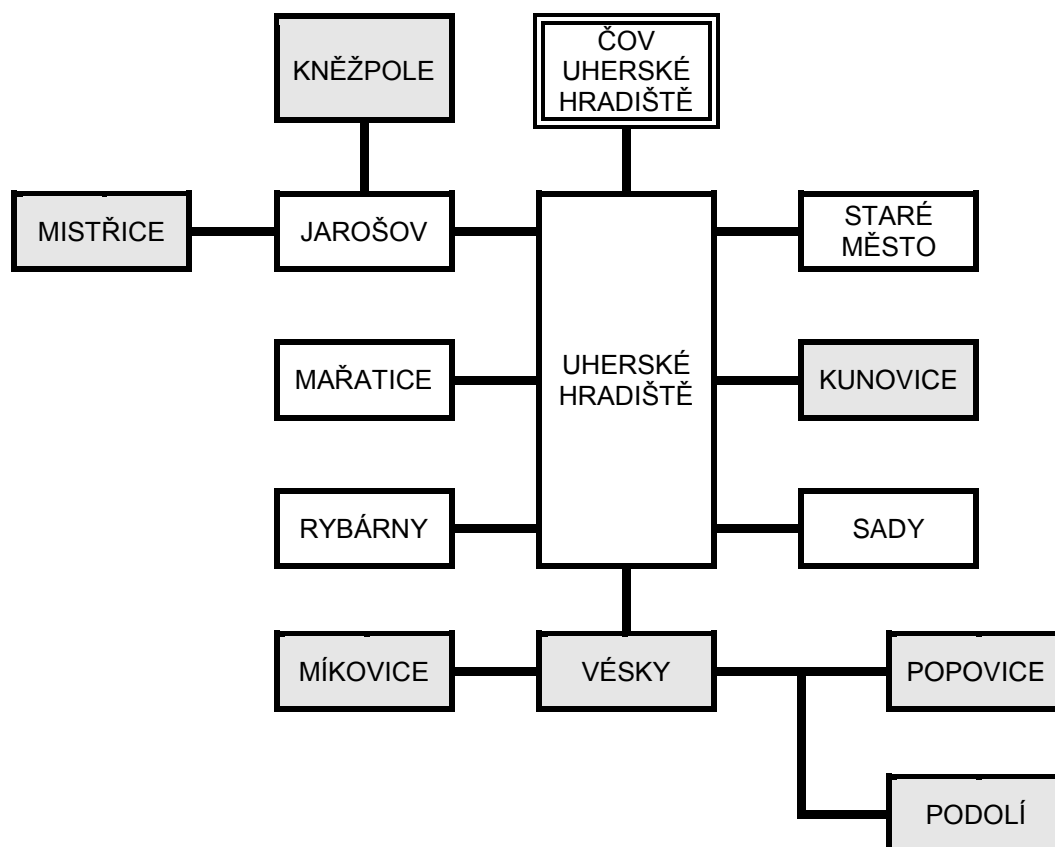 KNĚŽPOLE
ČOV
UHERSKÉ
HRADIŠTĚ
MISTŘICE
JAROŠOV
STARÉ
MĚSTO
MAŘATICE
UHERSKÉ
HRADIŠTĚ
KUNOVICE
RYBÁRNY
SADY
MÍKOVICE
VÉSKY
POPOVICE
PODOLÍ